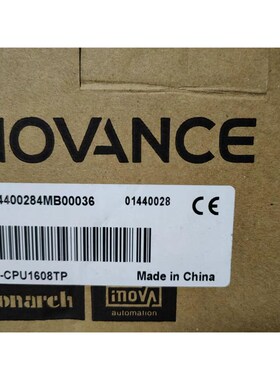 NOVANCE
4400284MB00036 01440028 CE
-CPU1608TP Made in China
onarch inova
automation